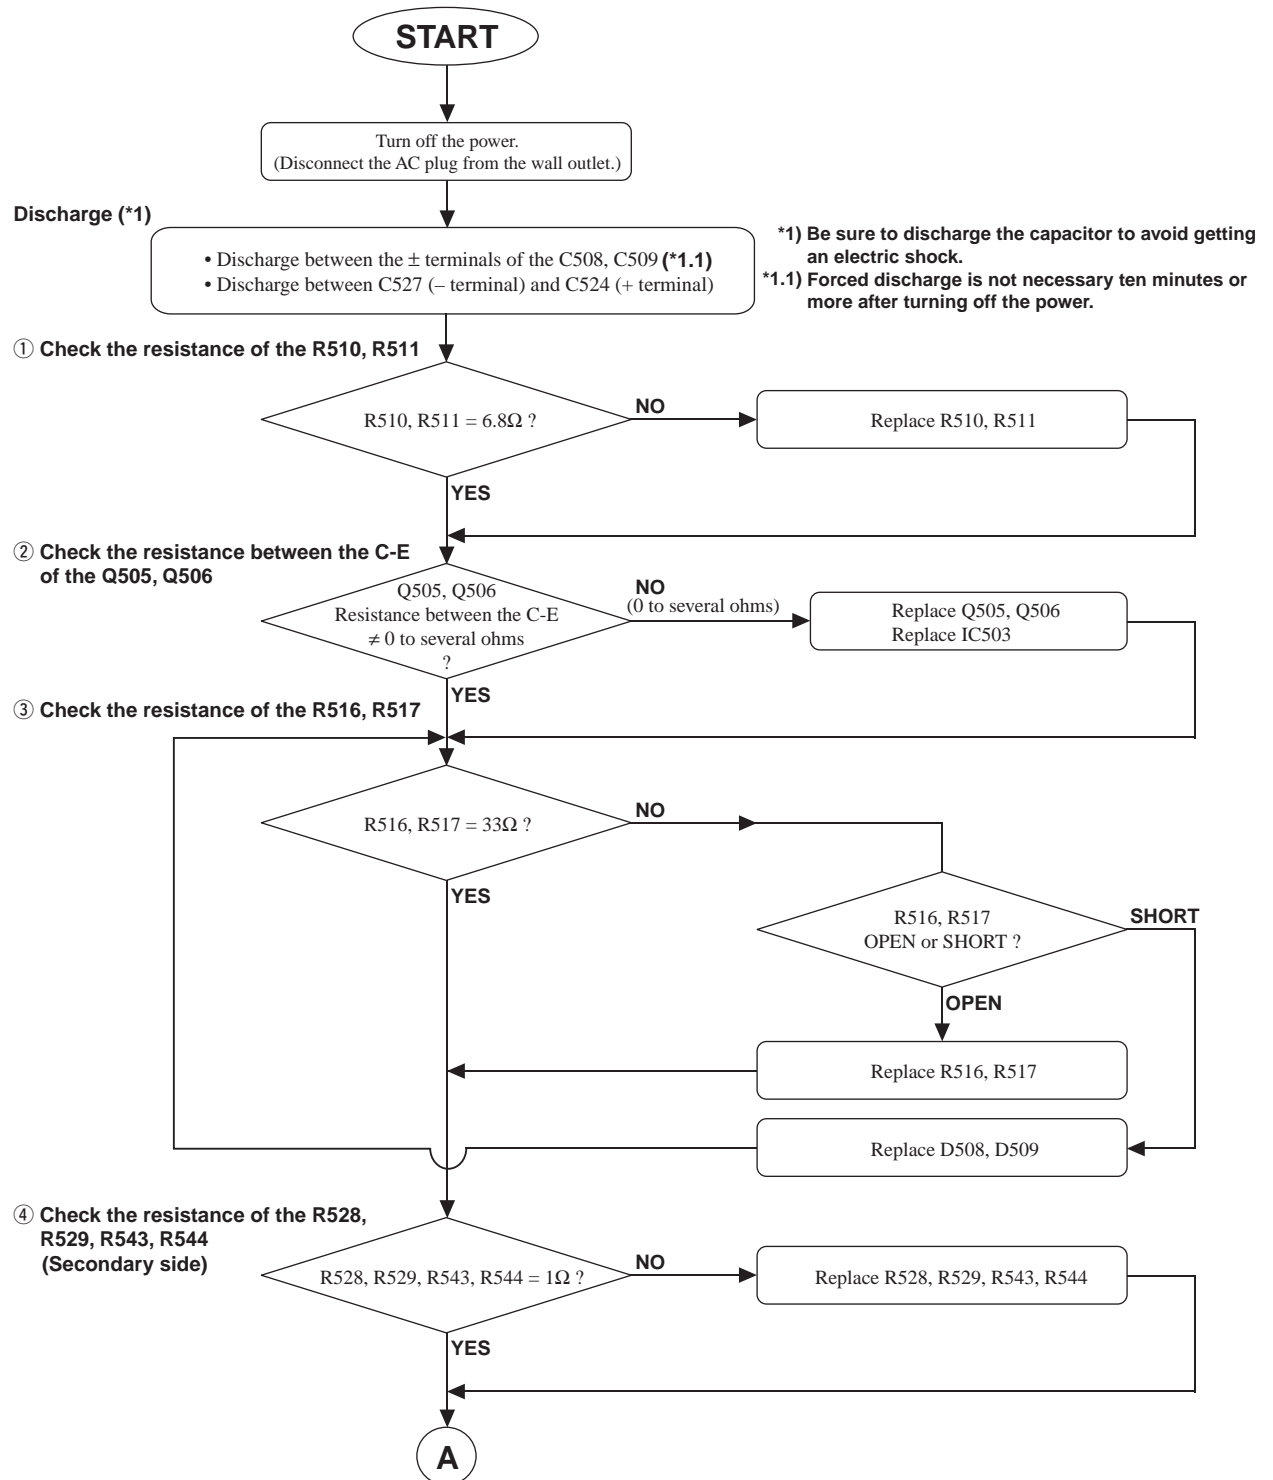 START
Turn off the power.
(Disconnect the AC plug from the wall outlet.)
Discharge (*1)
• Discharge between the ± terminals of the C508, C509 (*1.1)
• Discharge between C527 (– terminal) and C524 (+ terminal)
*1) Be sure to discharge the capacitor to avoid getting
an electric shock.
*1.1) Forced discharge is not necessary ten minutes or
more after turning off the power.
① Check the resistance of the R510, R511
R510, R511 = 6.8Ω ?
NO
Replace R510, R511
YES
② Check the resistance between the C-E
of the Q505, Q506
Q505, Q506
Resistance between the C-E
≠ 0 to several ohms
?
NO
(0 to several ohms)
Replace Q505, Q506
Replace IC503
YES
③ Check the resistance of the R516, R517
R516, R517 = 33Ω ?
NO
YES
R516, R517
OPEN or SHORT ?
SHORT
OPEN
Replace R516, R517
Replace D508, D509
④ Check the resistance of the R528,
R529, R543, R544
(Secondary side)
R528, R529, R543, R544 = 1Ω ?
NO
Replace R528, R529, R543, R544
YES
A